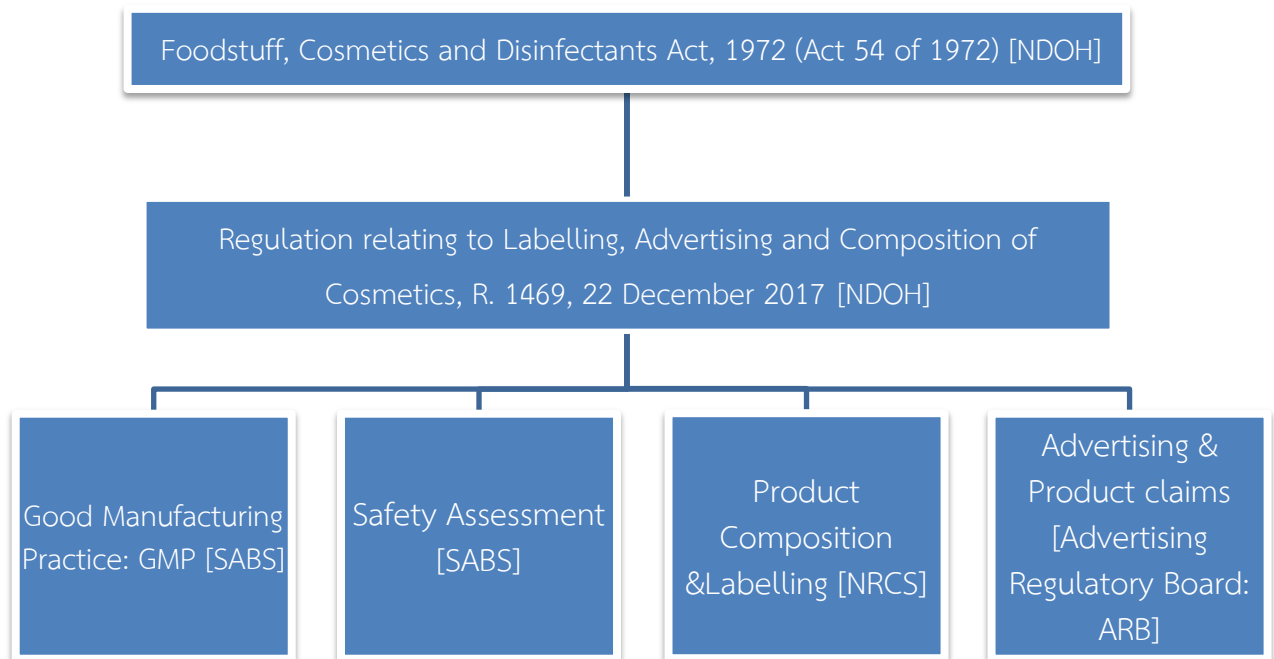 Foodstuff, Cosmetics and Disinfectants Act, 1972 (Act 54 of 1972) [NDOH]
Regulation relating to Labelling, Advertising and Composition of
Cosmetics, R. 1469, 22 December 2017 [NDOH]
Good Manufacturing
Practice: GMP [SABS]
Safety Assessment
[SABS]
Product
Composition
&Labelling [NRCS]
Advertising &
Product claims
[Advertising
Regulatory Board:
ARB]